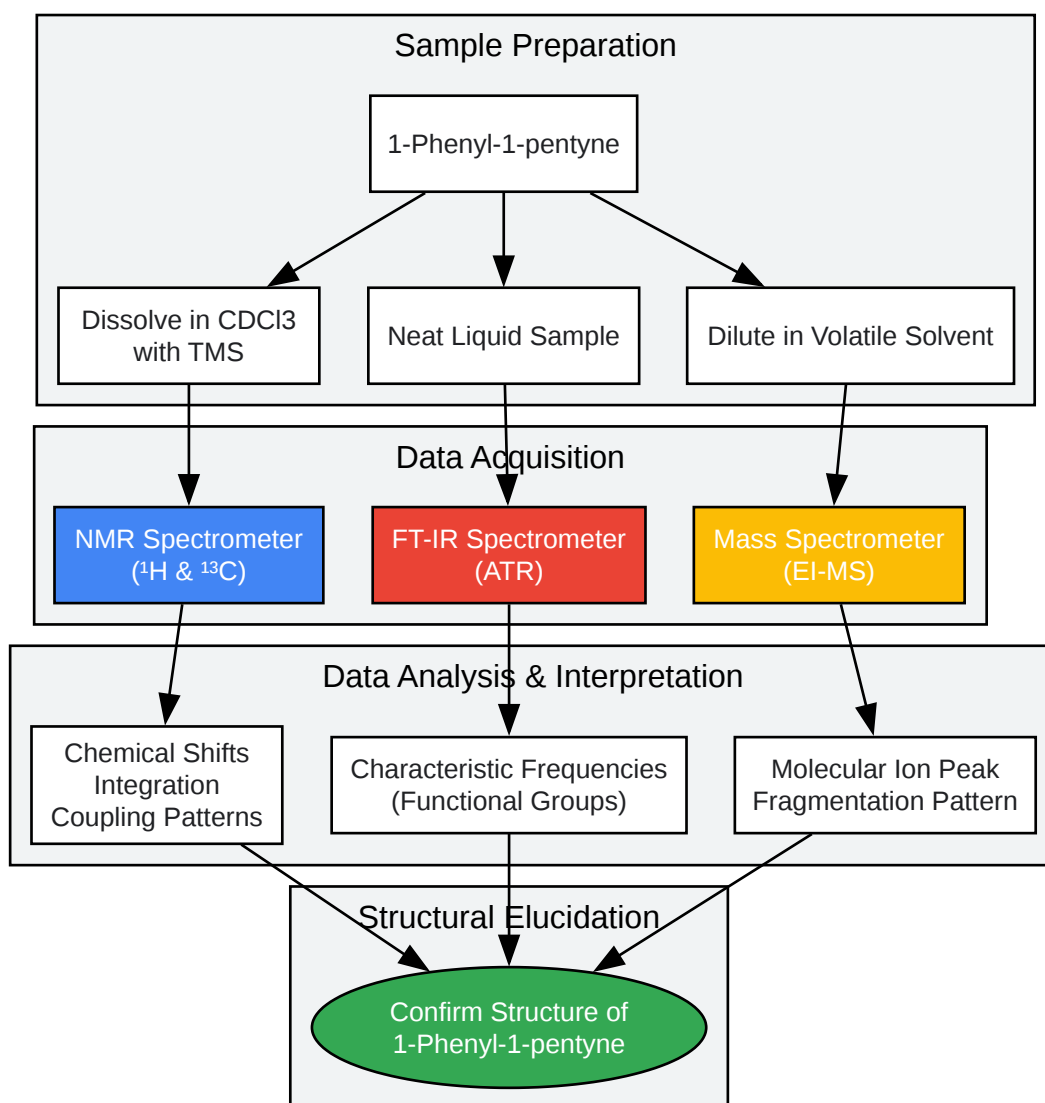 Sample Preparation
1-Phenyl-1-pentyne
Dissolve in CDCl3
with TMS
Neat Liquid Sample
Dilute in Volatile Solvent
Data Acquisition
NMR Spectrometer
(¹H & ¹³C)
FT-IR Spectrometer
(ATR)
Mass Spectrometer
(EI-MS)
Data Analysis & Interpretation
Chemical Shifts
Integration
Coupling Patterns
Characteristic Frequencies
(Functional Groups)
Molecular Ion Peak
Fragmentation Pattern
Structural Elucidation
Confirm Structure of
1-Phenyl-1-pentyne